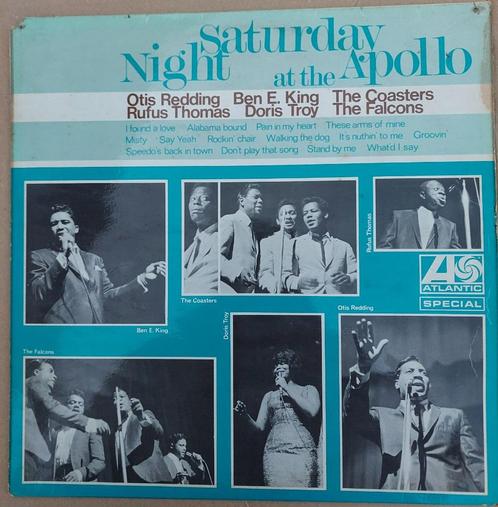 Saturday Night
at the Apollo
Otis Redding Ben E. King The Coasters
Rufus Thomas Doris Troy The Falcons
I found a love Alabama bound Pain in my heart These arms of mine
Misty Say Yeah Rockin' chair Walking the dog It's nuthin' to me Groovin'
Speedo's back in town Don't play that song Stand by me What'd I say
Rufus Thomas
The Coasters
Ben E. King
ATLANTIC
SPECIAL
Otis Redding
Doris Troy
The Falcons